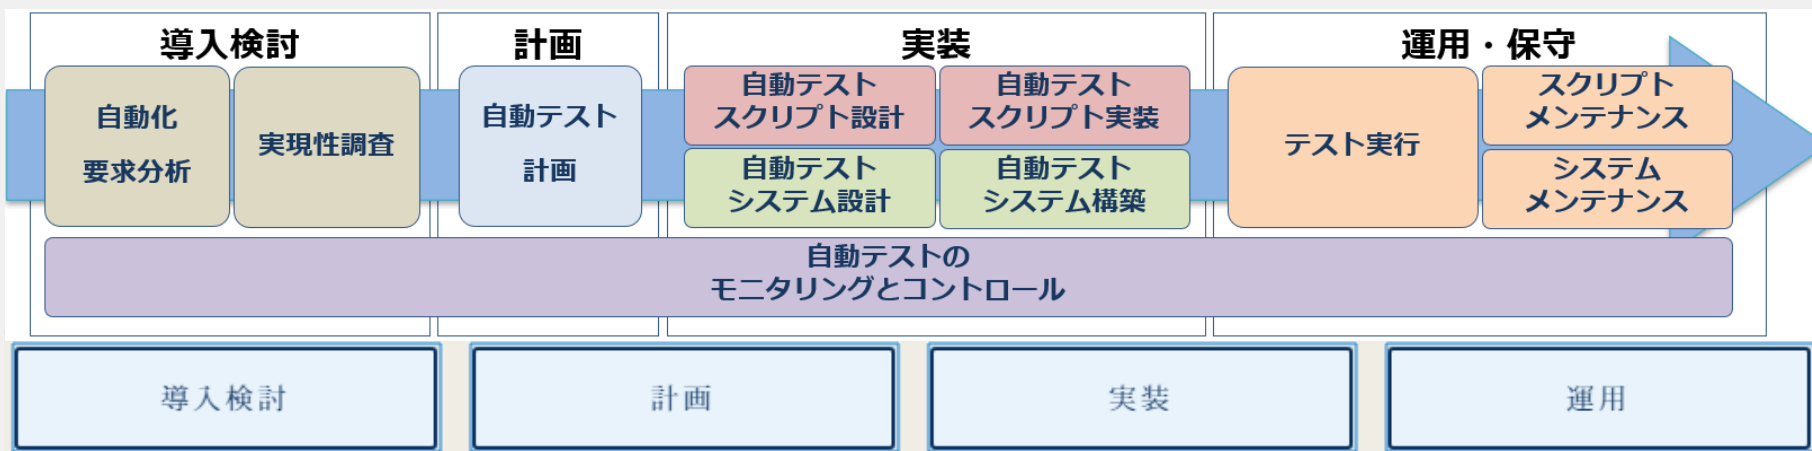 導入検討
計画
実装
運用・保守
自動化
要求分析
実現性調査
自動テスト
計画
自動テスト
スクリプト設計
自動テスト
スクリプト実装
自動テスト
システム設計
自動テスト
システム構築
テスト実行
スクリプト
メンテナンス
システム
メンテナンス
自動テストの
モニタリングとコントロール
導入検討
計画
実装
運用